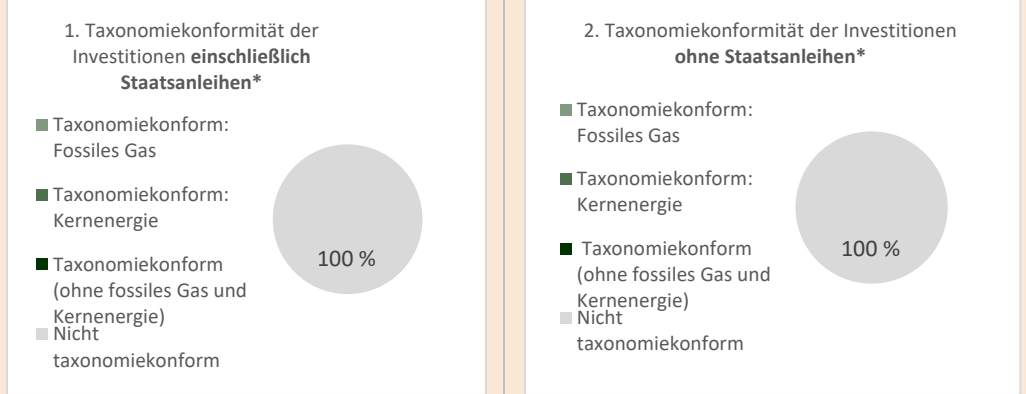 1. Taxonomiekonformität der
Investitionen einschließlich
Staatsanleihen*
Taxonomiekonform:
Fossiles Gas
Taxonomiekonform:
Kernenergie
Taxonomiekonform
(ohne fossiles Gas und
Kernenergie)
Nicht
taxonomiekonform
100 %
2. Taxonomiekonformität der Investitionen
ohne Staatsanleihen*
Taxonomiekonform:
Fossiles Gas
Taxonomiekonform:
Kernenergie
Taxonomiekonform
(ohne fossiles Gas und
Kernenergie)
Nicht
taxonomiekonform
100 %